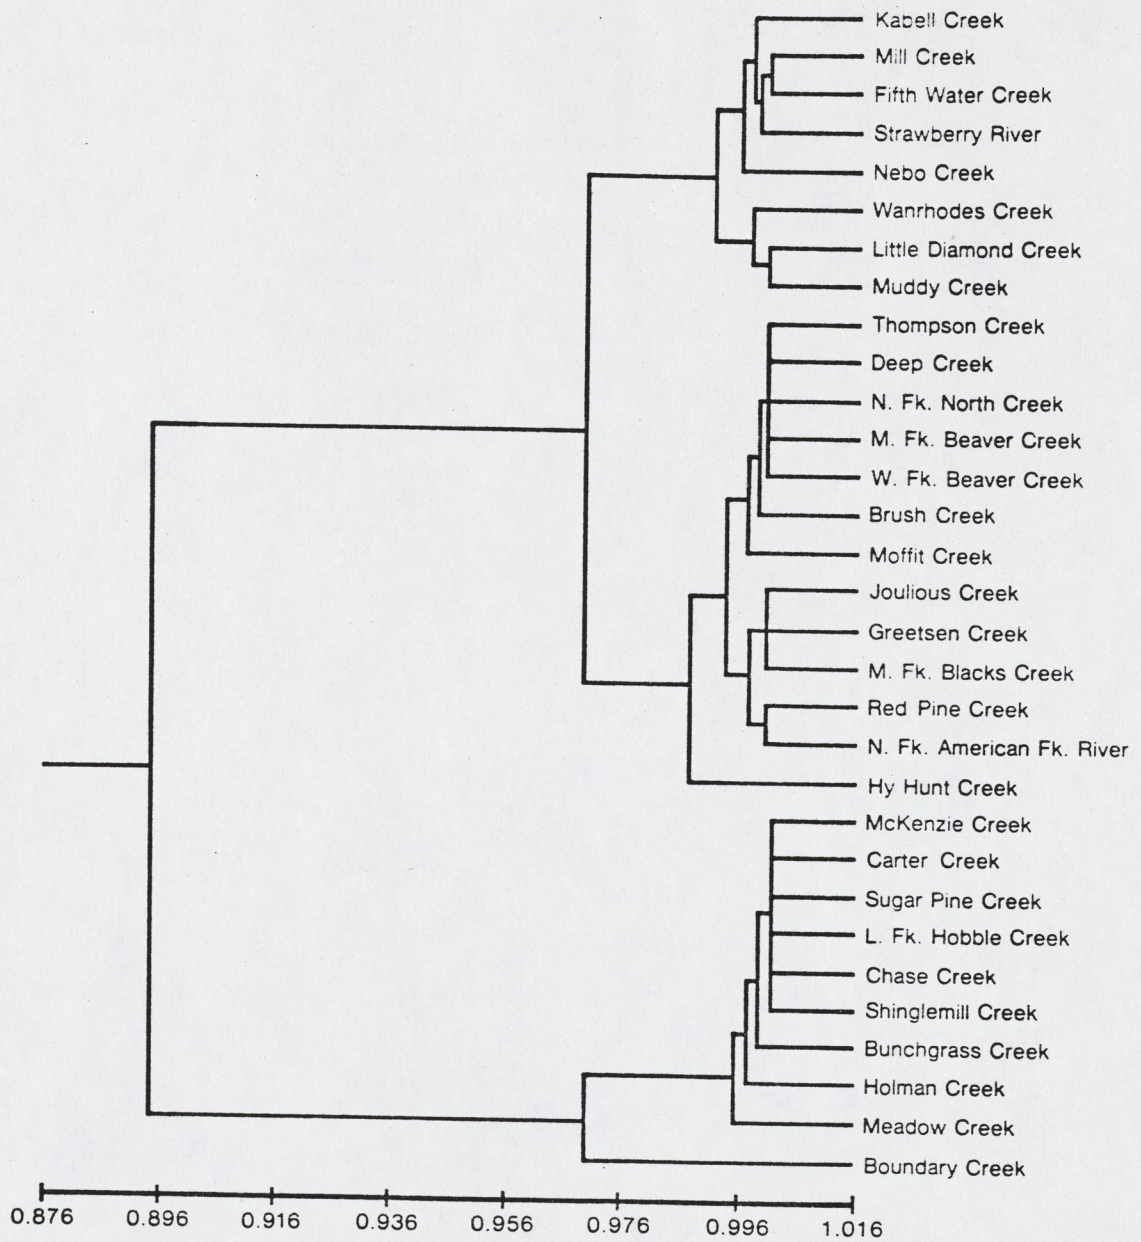 Kabell Creek
Mill Creek
Fifth Water Creek
Strawberry River
Nebo Creek
Wanrhodes Creek
Little Diamond Creek
Muddy Creek
Thompson Creek
Deep Creek
N. Fk. North Creek
M. Fk. Beaver Creek
W. Fk. Beaver Creek
Brush Creek
Moffit Creek
Joulious Creek
Greetsen Creek
M. Fk. Blacks Creek
Red Pine Creek
N. Fk. American Fk. River
Hy Hunt Creek
McKenzie Creek
Carter Creek
Sugar Pine Creek
L. Fk. Hobble Creek
Chase Creek
Shinglemill Creek
Bunchgrass Creek
Holman Creek
Meadow Creek
Boundary Creek
0.876 0.896 0.916 0.936 0.956 0.976 0.996 1.016